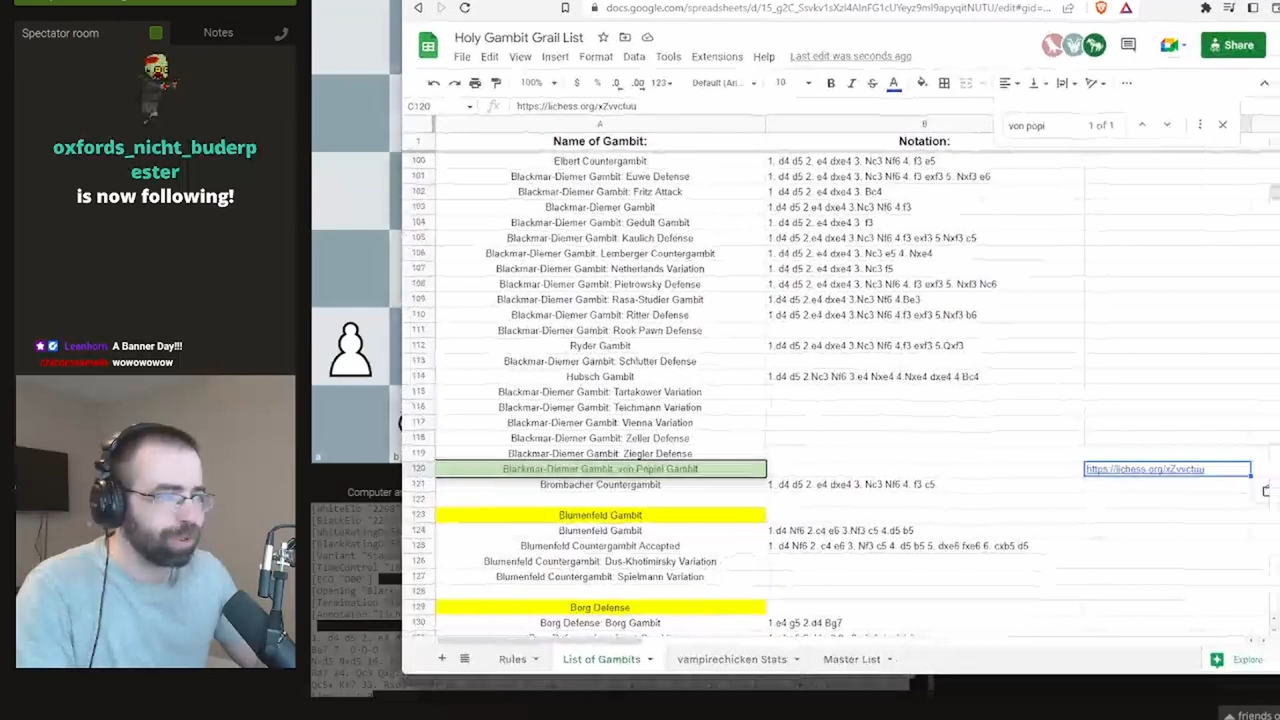 Spectator room
Notes
oxfords_nicht_buderp
ester
is now following!
Leenhorn A Banner Day!!!
wowowowow
docs.google.com/spreadsheets/d/15_g2C_Ssvkv1sXzl4AlnFG1cUYeyz9ml9apyqitNUTU/edit#gid=...
Holy Gambit Grail List
File Edit View Insert Format Data Tools Extensions Help Last edit was seconds ago
Share
100% $ % .0 .00 123 Default (Ari... 10 B I S A
C120 https://lichess.org/xZvvctuu
von popi 1 of 1
A B
1 Name of Gambit: Notation:
100 Elbert Countergambit 1. d4 d5 2. e4 dxe4 3. Nc3 Nf6 4. f3 e5
101 Blackmar-Diemer Gambit: Euwe Defense 1. d4 d5 2. e4 dxe4 3. Nc3 Nf6 4. f3 exf3 5. Nxf3 e6
102 Blackmar-Diemer Gambit: Fritz Attack 1. d4 d5 2. e4 dxe4 3. Bc4
103 Blackmar-Diemer Gambit 1.d4 d5 2.e4 dxe4 3.Nc3 Nf6 4.f3
104 Blackmar-Diemer Gambit: Gedult Gambit 1. d4 d5 2. e4 dxe4 3. f3
105 Blackmar-Diemer Gambit: Kaulich Defense 1.d4 d5 2.e4 dxe4 3.Nc3 Nf6 4.f3 exf3 5.Nxf3 c5
106 Blackmar-Diemer Gambit: Lemberger Countergambit 1. d4 d5 2. e4 dxe4 3. Nc3 e5 4. Nxe4
107 Blackmar-Diemer Gambit: Netherlands Variation 1. d4 d5 2. e4 dxe4 3. Nc3 f5
108 Blackmar-Diemer Gambit: Pietrowsky Defense 1. d4 d5 2. e4 dxe4 3. Nc3 Nf6 4. f3 exf3 5. Nxf3 Nc6
109 Blackmar-Diemer Gambit: Rasa-Studier Gambit 1.d4 d5 2.e4 dxe4 3.Nc3 Nf6 4.Be3
110 Blackmar-Diemer Gambit: Ritter Defense 1.d4 d5 2.e4 dxe4 3.Nc3 Nf6 4.f3 exf3 5.Nxf3 b6
111 Blackmar-Diemer Gambit: Rook Pawn Defense
112 Ryder Gambit 1.d4 d5 2.e4 dxe4 3.Nc3 Nf6 4.f3 exf3 5.Qxf3
113 Blackmar-Diemer Gambit: Schlutter Defense
114 Hubsch Gambit 1.d4 d5 2.Nc3 Nf6 3.e4 Nxe4 4.Nxe4 dxe4 4.Bc4
115 Blackmar-Diemer Gambit: Tartakower Variation
116 Blackmar-Diemer Gambit: Teichmann Variation
117 Blackmar-Diemer Gambit: Vienna Variation
118 Blackmar-Diemer Gambit: Zeller Defense
119 Blackmar-Diemer Gambit: Ziegler Defense
120 Blackmar-Diemer Gambit: von Popiel Gambit https://lichess.org/xZvvctuu
121 Brombacher Countergambit 1. d4 d5 2. e4 dxe4 3. Nc3 Nf6 4. f3 c5
122
123 Blumenfeld Gambit
124 Blumenfeld Gambit 1.d4 Nf6 2.c4 e6 3.Nf3 c5 4.d5 b5
125 Blumenfeld Countergambit Accepted 1. d4 Nf6 2. c4 e6 3. Nf3 c5 4. d5 b5 5. dxe6 fxe6 6. cxb5 d5
126 Blumenfeld Countergambit: Dus-Khotimirsky Variation
127 Blumenfeld Countergambit: Spielmann Variation
128
129 Borg Defense
130 Borg Defense: Borg Gambit 1.e4 g5 2.d4 Bg7
Rules List of Gambits vampirechicken Stats Master List Explore
a
Computer an
friends o